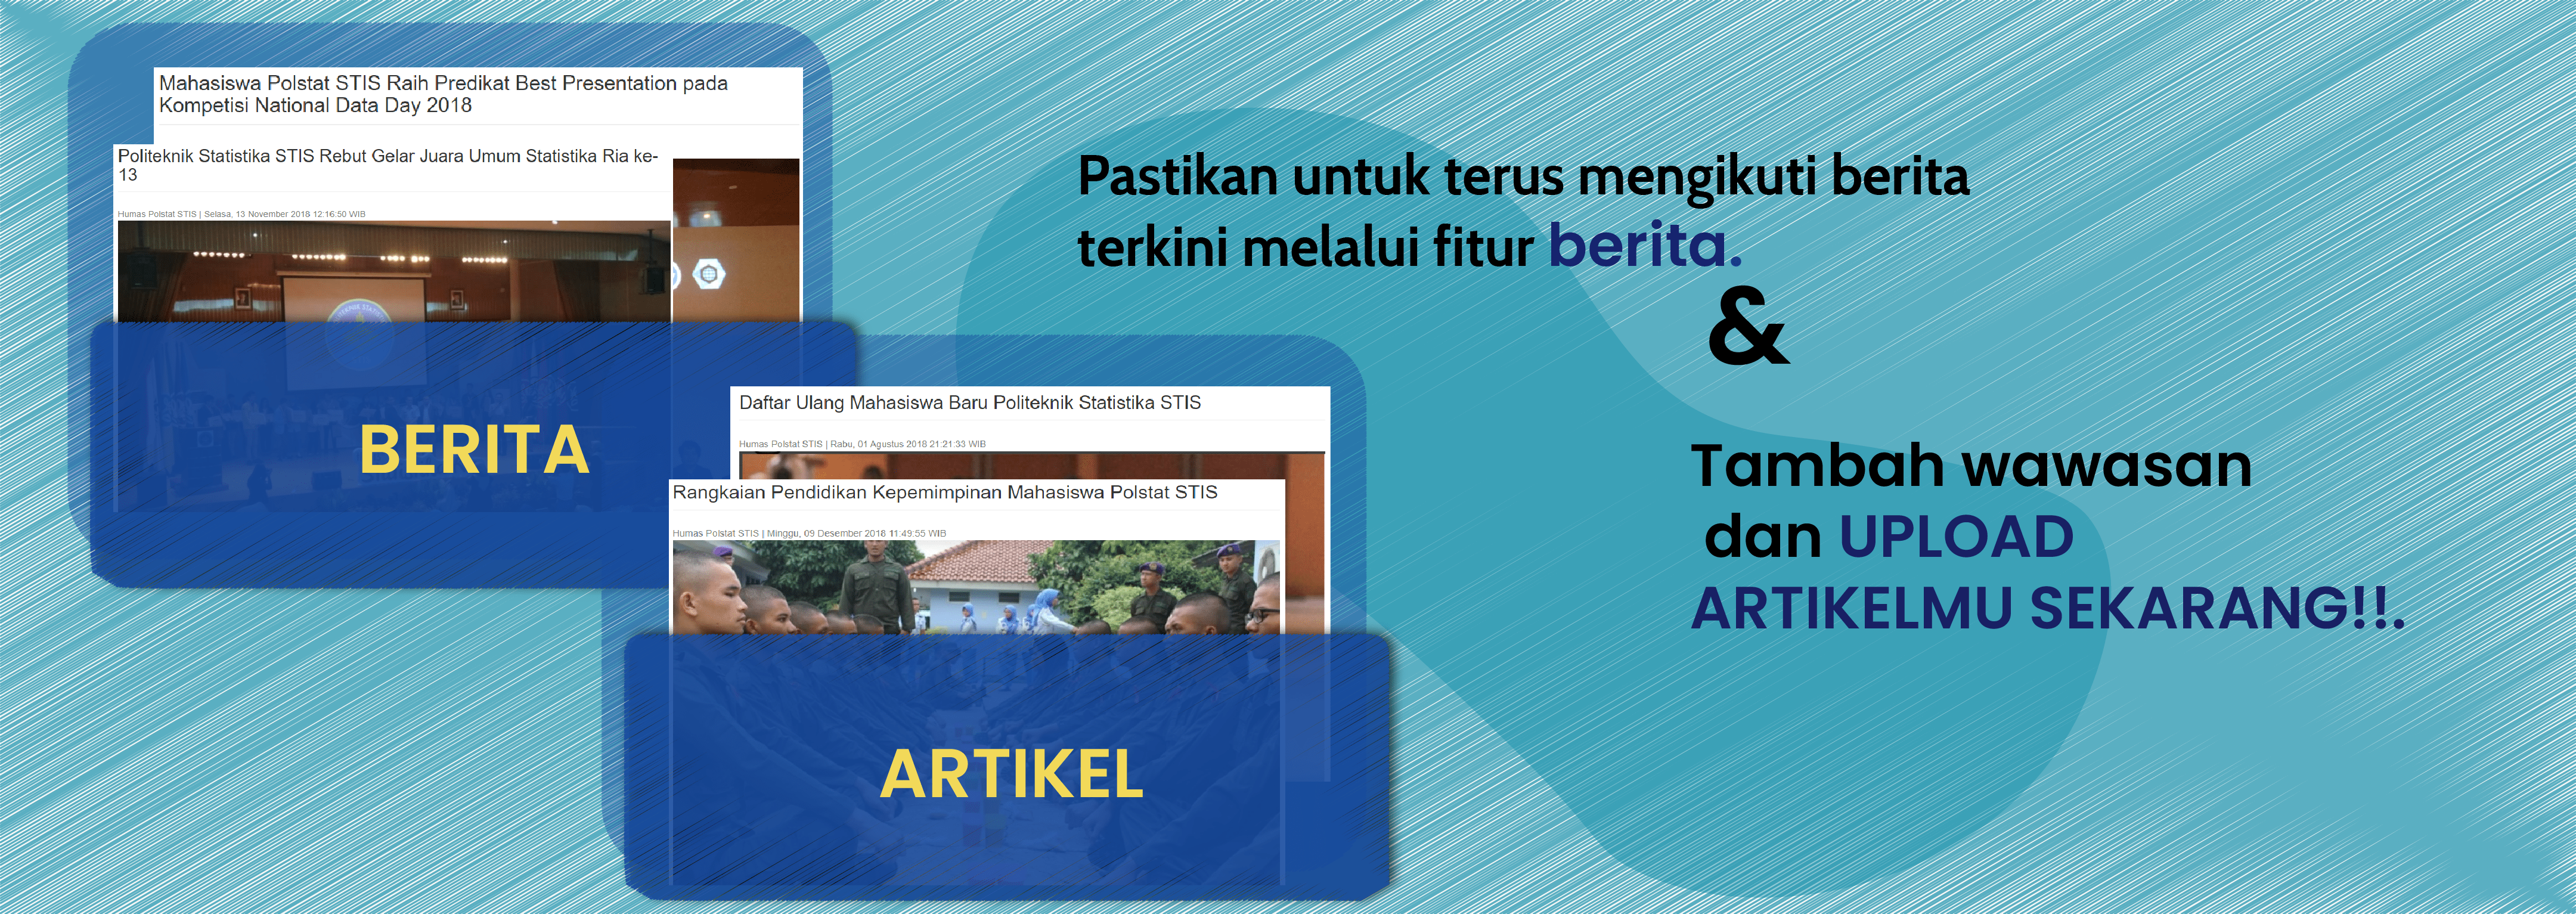 Mahasiswa Polstat STIS Raih Predikat Best Presentation pada
Kompetisi National Data Day 2018
Politeknik Statistika STIS Rebut Gelar Juara Umum Statistika Ria ke-
13
Humas Polstat STIS | Selasa, 13 November 2018 12:16:50 WIB
BERITA
Daftar Ulang Mahasiswa Baru Politeknik Statistika STIS
Humas Polstat STIS | Rabu, 01 Agustus 2018 21:21:33 WIB
Rangkaian Pendidikan Kepemimpinan Mahasiswa Polstat STIS
Humas Polstat STIS | Minggu, 09 Desember 2018 11:49:55 WIB
ARTIKEL
Pastikan untuk terus mengikuti berita
terkini melalui fitur berita.
&
Tambah wawasan
dan UPLOAD
ARTIKELMU SEKARANG!!.